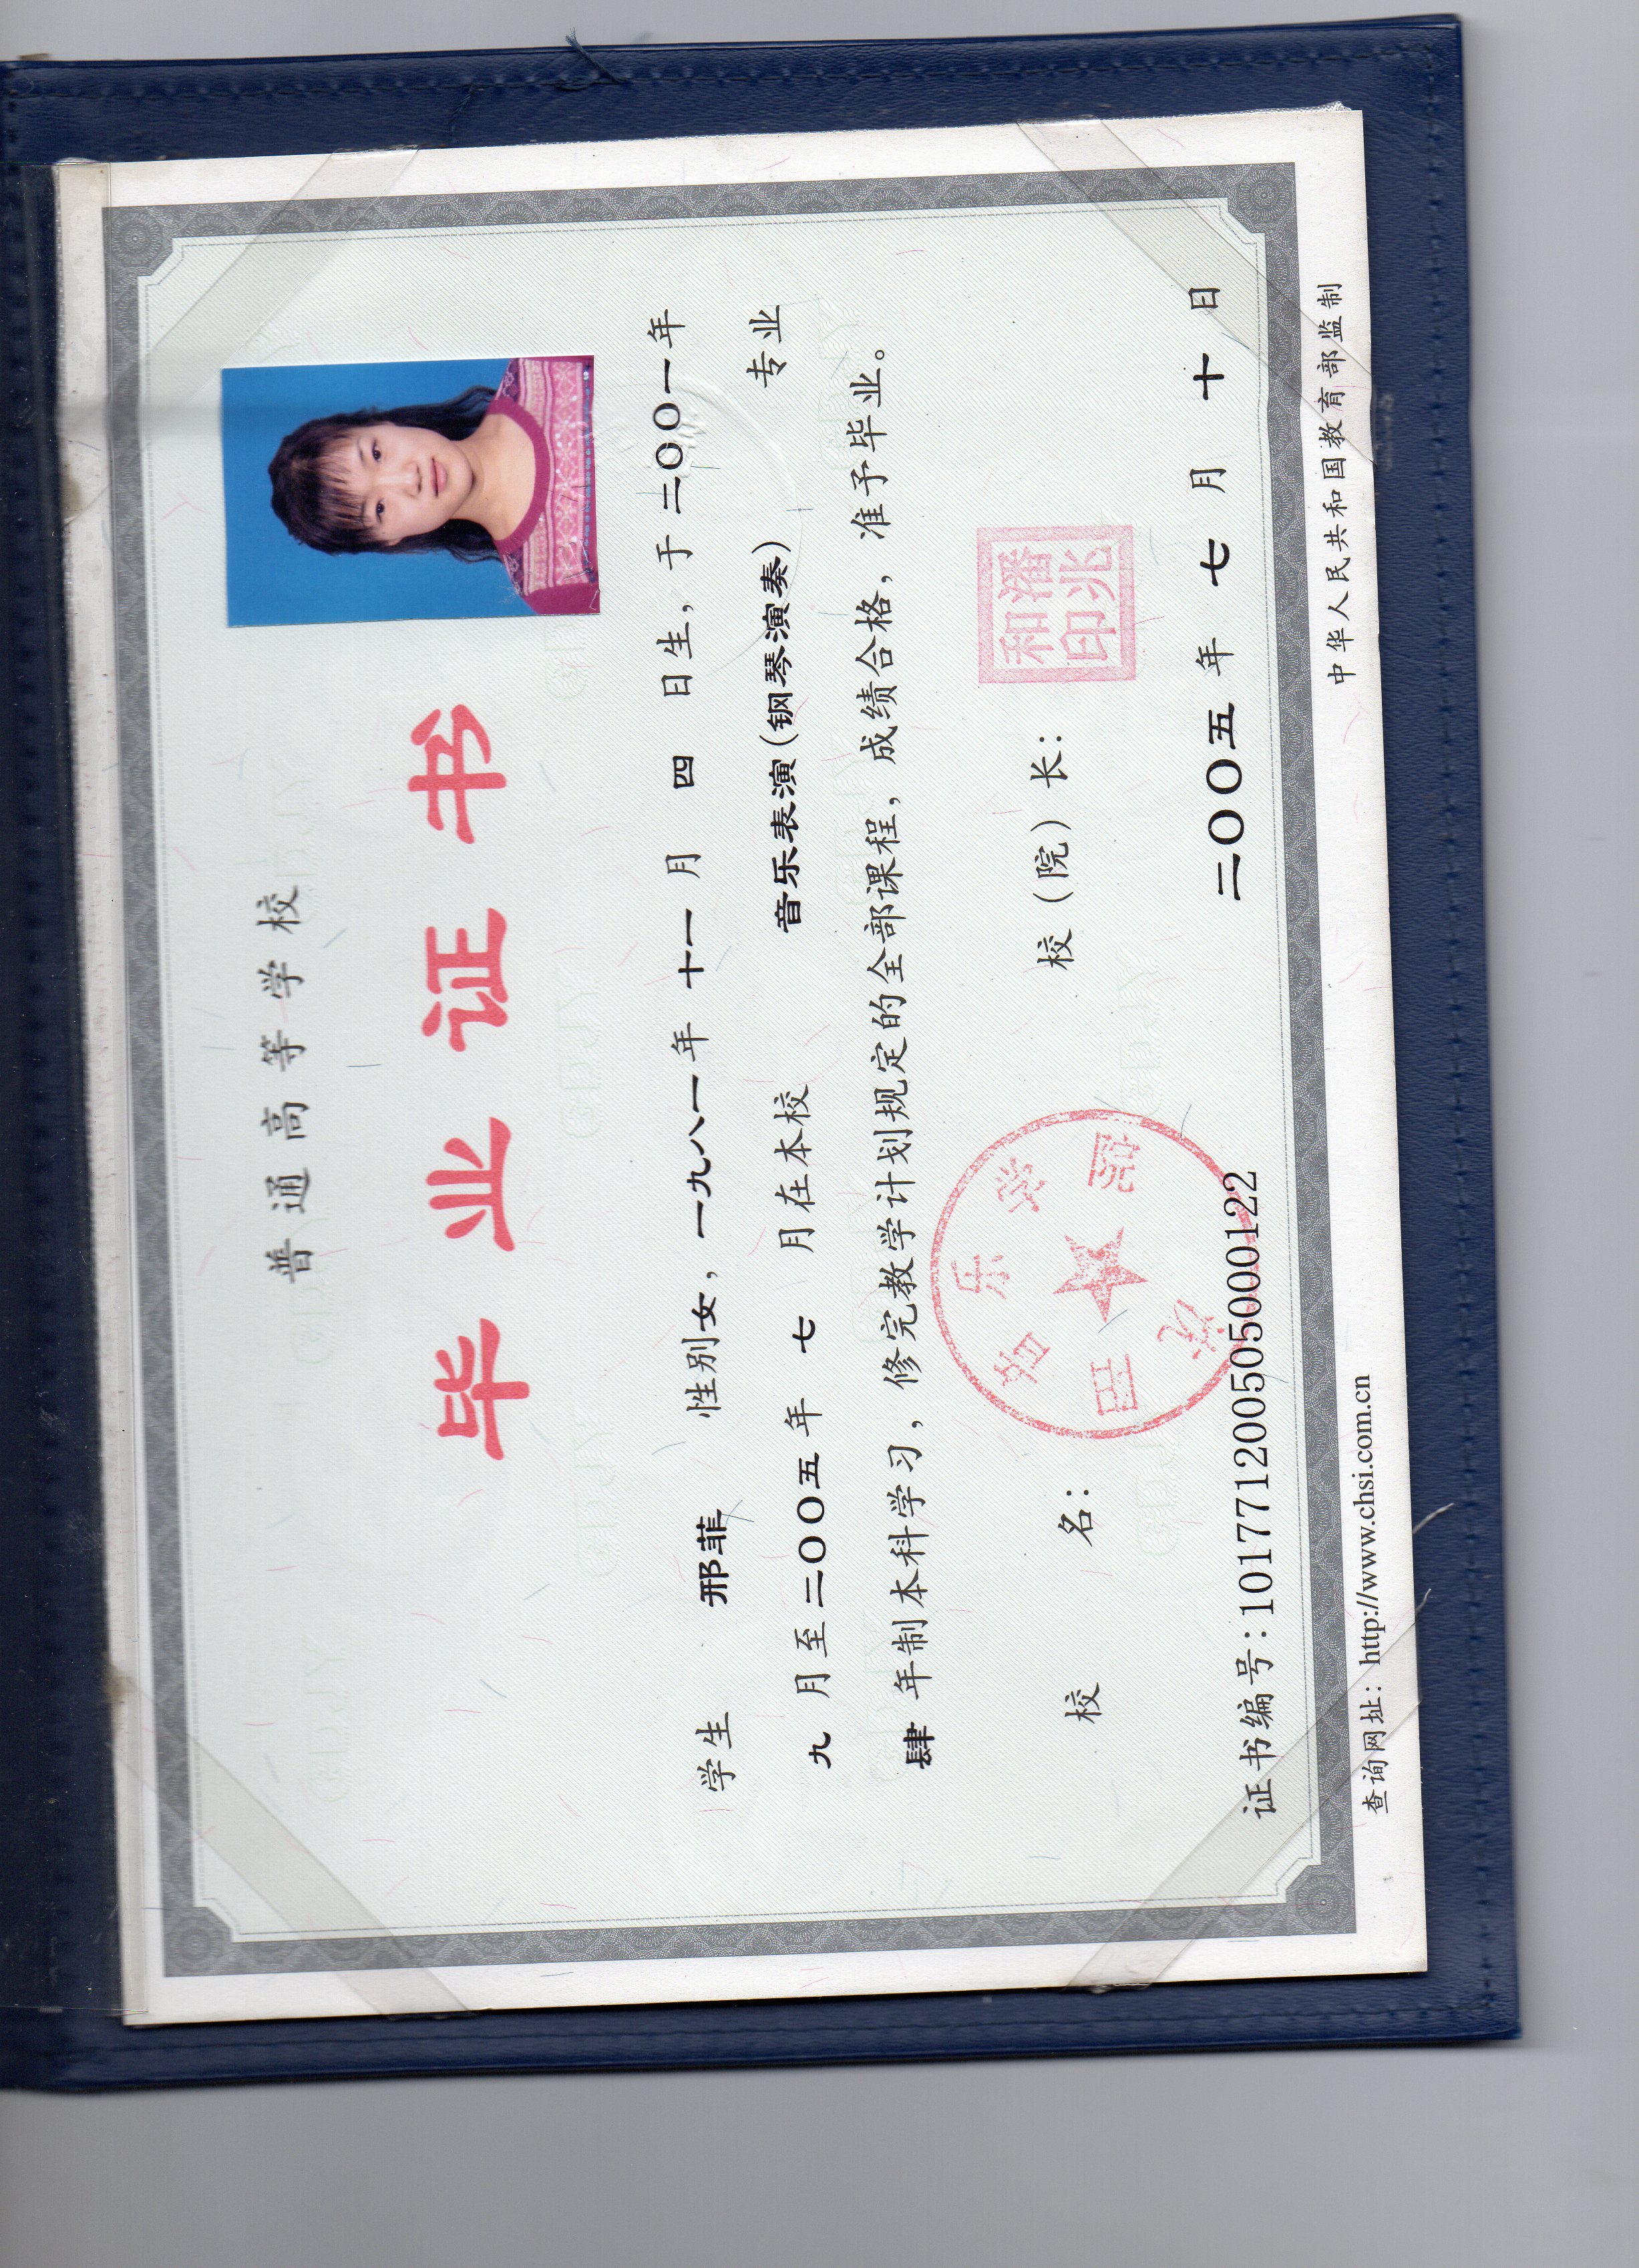 普通高等学校
毕业证书
学生 邢菲 性别女，一九八一年 十一 月 四 日生，于二〇〇一年
九 月至二〇〇五年 七 月在本校 音乐表演(钢琴演奏) 专业
肆 年制本科学习，修完教学计划规定的全部课程，成绩合格，准予毕业。
校 名： 校（院）长：
沈阳音乐学院
潘兆和印
二〇〇五 年 七 月 十 日
证书编号:101771200505000122
查询网址：http://www.chsi.com.cn 中华人民共和国教育部监制